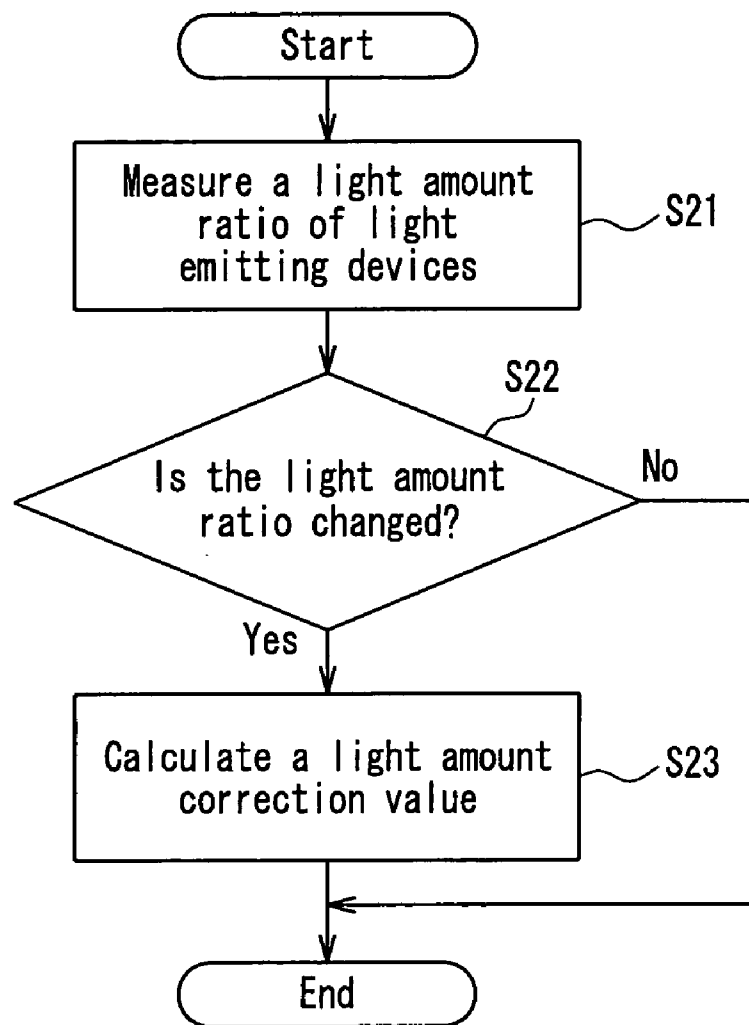 Start
Measure a light amount
ratio of light
emitting devices
S21
S22
Is the light amount
ratio changed?
No
Yes
Calculate a light amount
correction value
S23
End